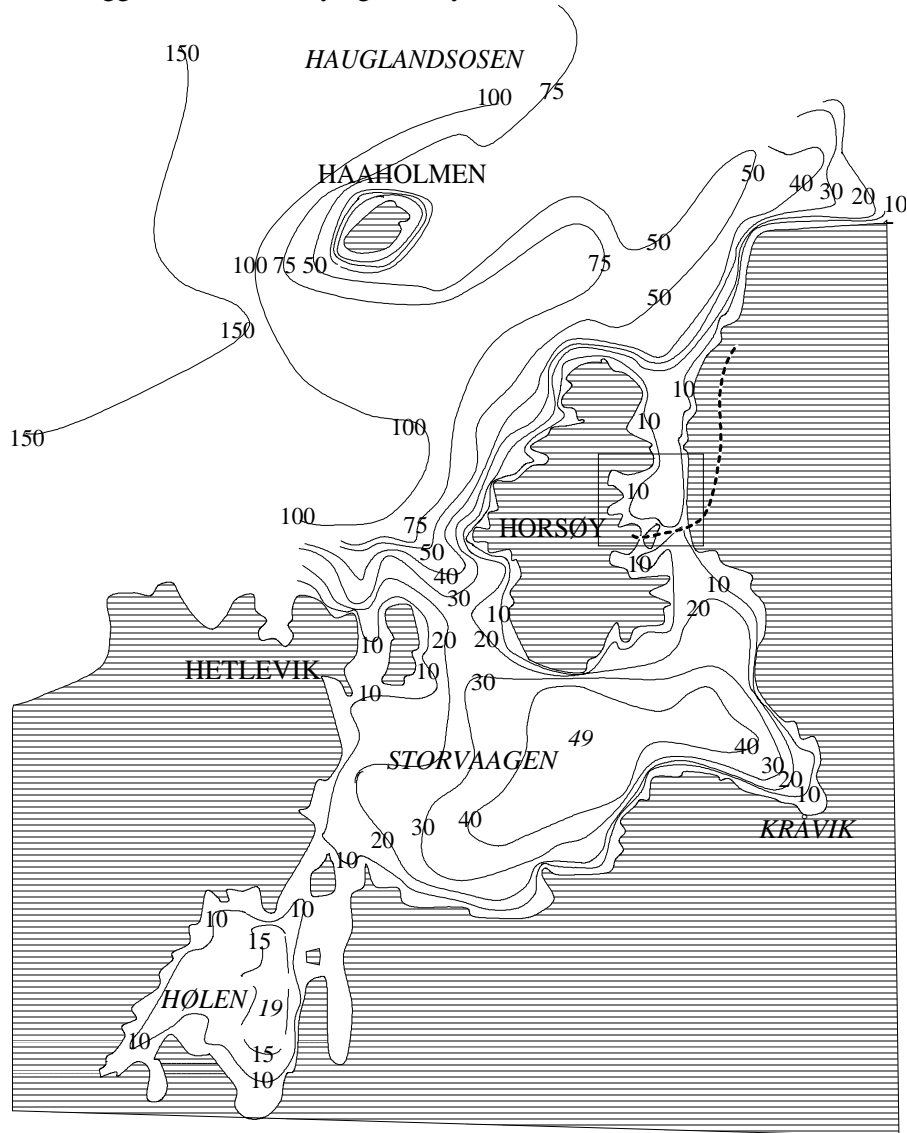 150
HAUGLANDSOSEN
100 75
HAAHOLMEN
50 40 30 20 10
50
100 75 50 75
50
150
10
150 100 10
10
100 75 HORSØY
50 10
40 10
30 10 20
10 20 20
HETLEVIK 10
10 30
49
STORVAAGEN 40
30
20
10
30 40
20 KRÅVIK
10
10 10
15
HØLEN 19
10
15
10